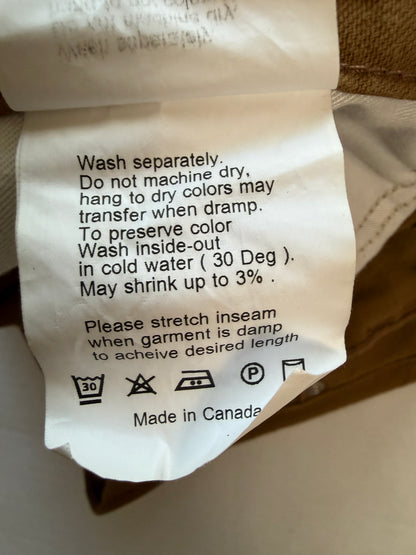 Wash separately.
Wash separately.
Do not machine dry,
hang to dry colors may
transfer when dramp.
To preserve color
Wash inside-out
in cold water ( 30 Deg ).
May shrink up to 3% .
Please stretch inseam
when garment is damp
to acheive desired length
30
P
Made in Canada